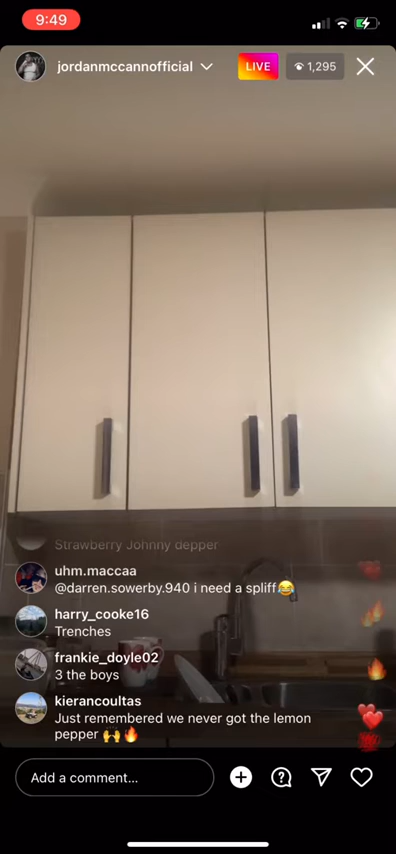 9:49
jordanmccannofficial
LIVE
1,295
Strawberry Johnny depper
uhm.maccaa
@darren.sowerby.940 i need a spliff😂
harry_cooke16
Trenches
frankie_doyle02
3 the boys
kierancoultas
Just remembered we never got the lemon
pepper 🙌🔥
Add a comment...